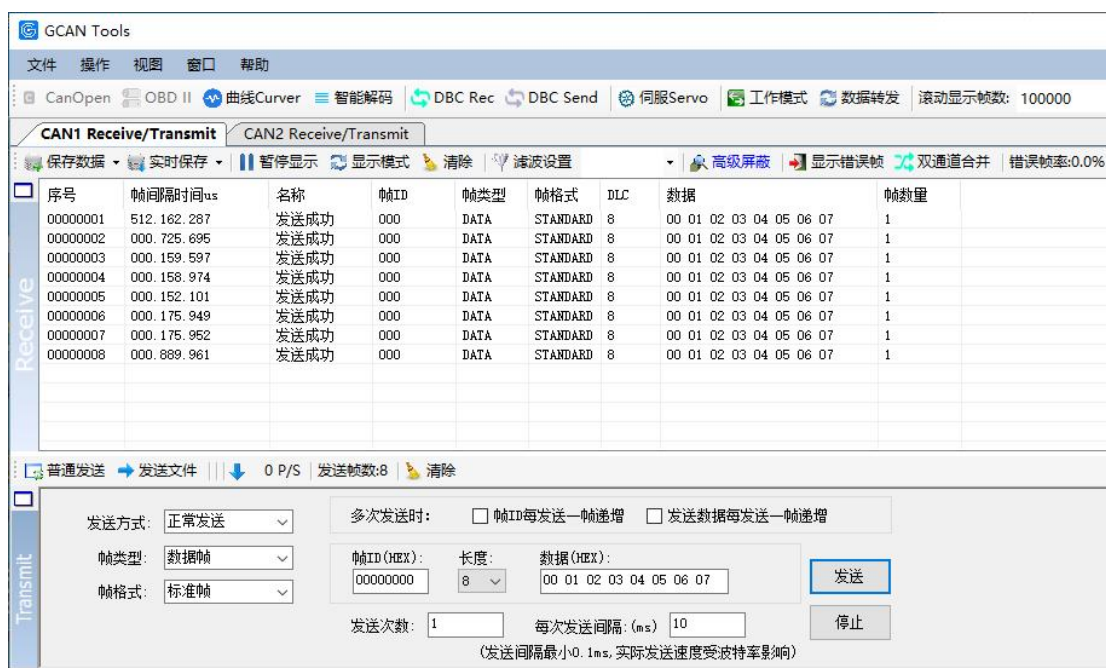 GCAN Tools
文件 操作 视图 窗口 帮助
CanOpen OBD II 曲线Curver 智能解码 DBC Rec DBC Send 伺服Servo 工作模式 数据转发 滚动显示帧数: 100000
CAN1 Receive/Transmit CAN2 Receive/Transmit
保存数据 实时保存 暂停显示 显示模式 清除 滤波设置 高级屏蔽 显示错误帧 双通道合并 错误帧率:0.0%
序号 帧间隔时间us 名称 帧ID 帧类型 帧格式 DLC 数据 帧数量
00000001 512.162.287 发送成功 000 DATA STANDARD 8 00 01 02 03 04 05 06 07 1
00000002 000.725.695 发送成功 000 DATA STANDARD 8 00 01 02 03 04 05 06 07 1
00000003 000.159.597 发送成功 000 DATA STANDARD 8 00 01 02 03 04 05 06 07 1
00000004 000.158.974 发送成功 000 DATA STANDARD 8 00 01 02 03 04 05 06 07 1
00000005 000.152.101 发送成功 000 DATA STANDARD 8 00 01 02 03 04 05 06 07 1
00000006 000.175.949 发送成功 000 DATA STANDARD 8 00 01 02 03 04 05 06 07 1
00000007 000.175.952 发送成功 000 DATA STANDARD 8 00 01 02 03 04 05 06 07 1
00000008 000.889.961 发送成功 000 DATA STANDARD 8 00 01 02 03 04 05 06 07 1
Receive
普通发送 发送文件 0 P/S 发送帧数:8 清除
发送方式: 正常发送 多次发送时: 帧ID每发送一帧递增 发送数据每发送一帧递增
帧类型: 数据帧 帧ID(HEX): 长度: 数据(HEX):
帧格式: 标准帧 00000000 8 00 01 02 03 04 05 06 07 发送
发送次数: 1 每次发送间隔:(ms) 10 停止
(发送间隔最小0.1ms,实际发送速度受波特率影响)
Transmit